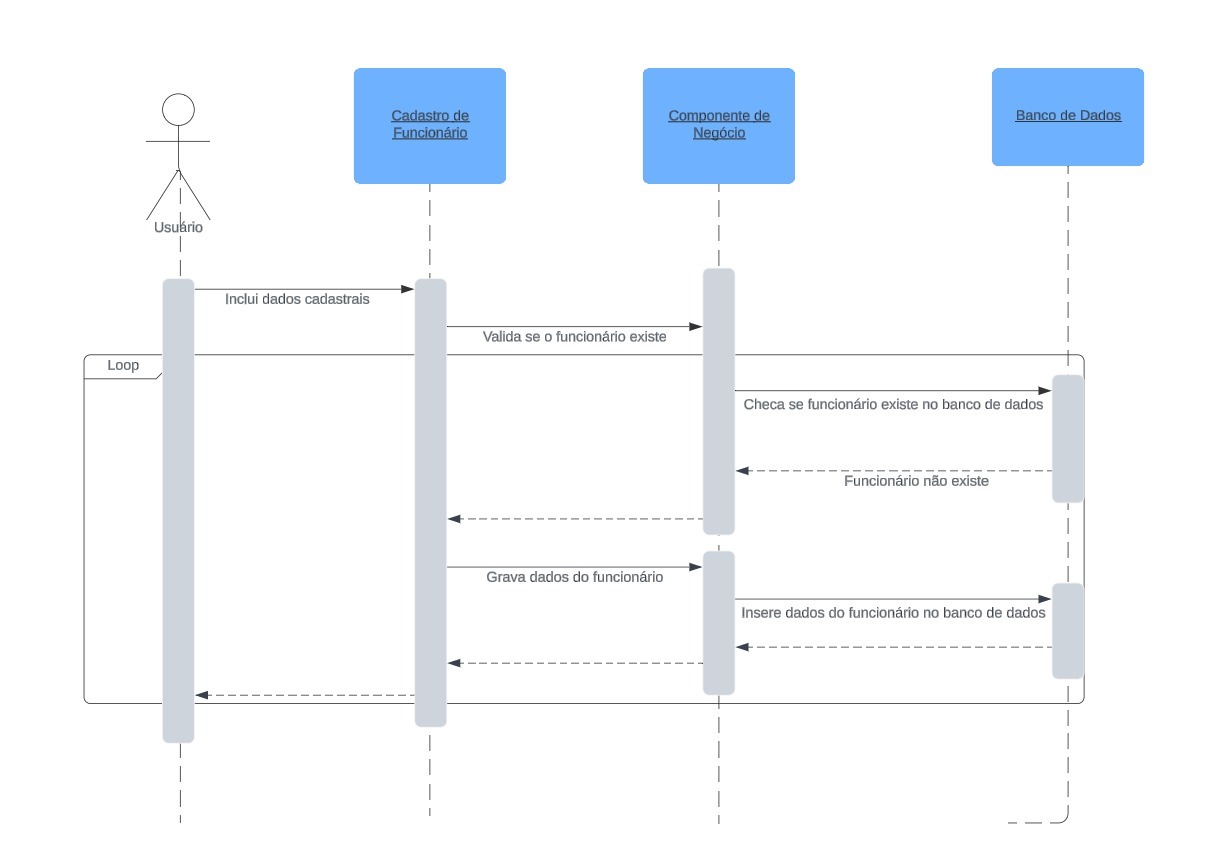 Cadastro de
Funcionário
Componente de
Negócio
Banco de Dados
Usuário
Inclui dados cadastrais
Valida se o funcionário existe
Loop
Checa se funcionário existe no banco de dados
Funcionário não existe
Grava dados do funcionário
Insere dados do funcionário no banco de dados